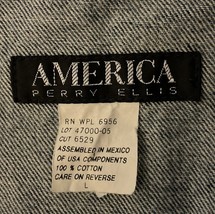 AMERICA
PERRY ELLIS
RN WPL 6956
LOT 47000-05
CUT 6529
ASSEMBLED IN MEXICO
OF USA COMPONENTS
100 % COTTON
CARE ON REVERSE
L